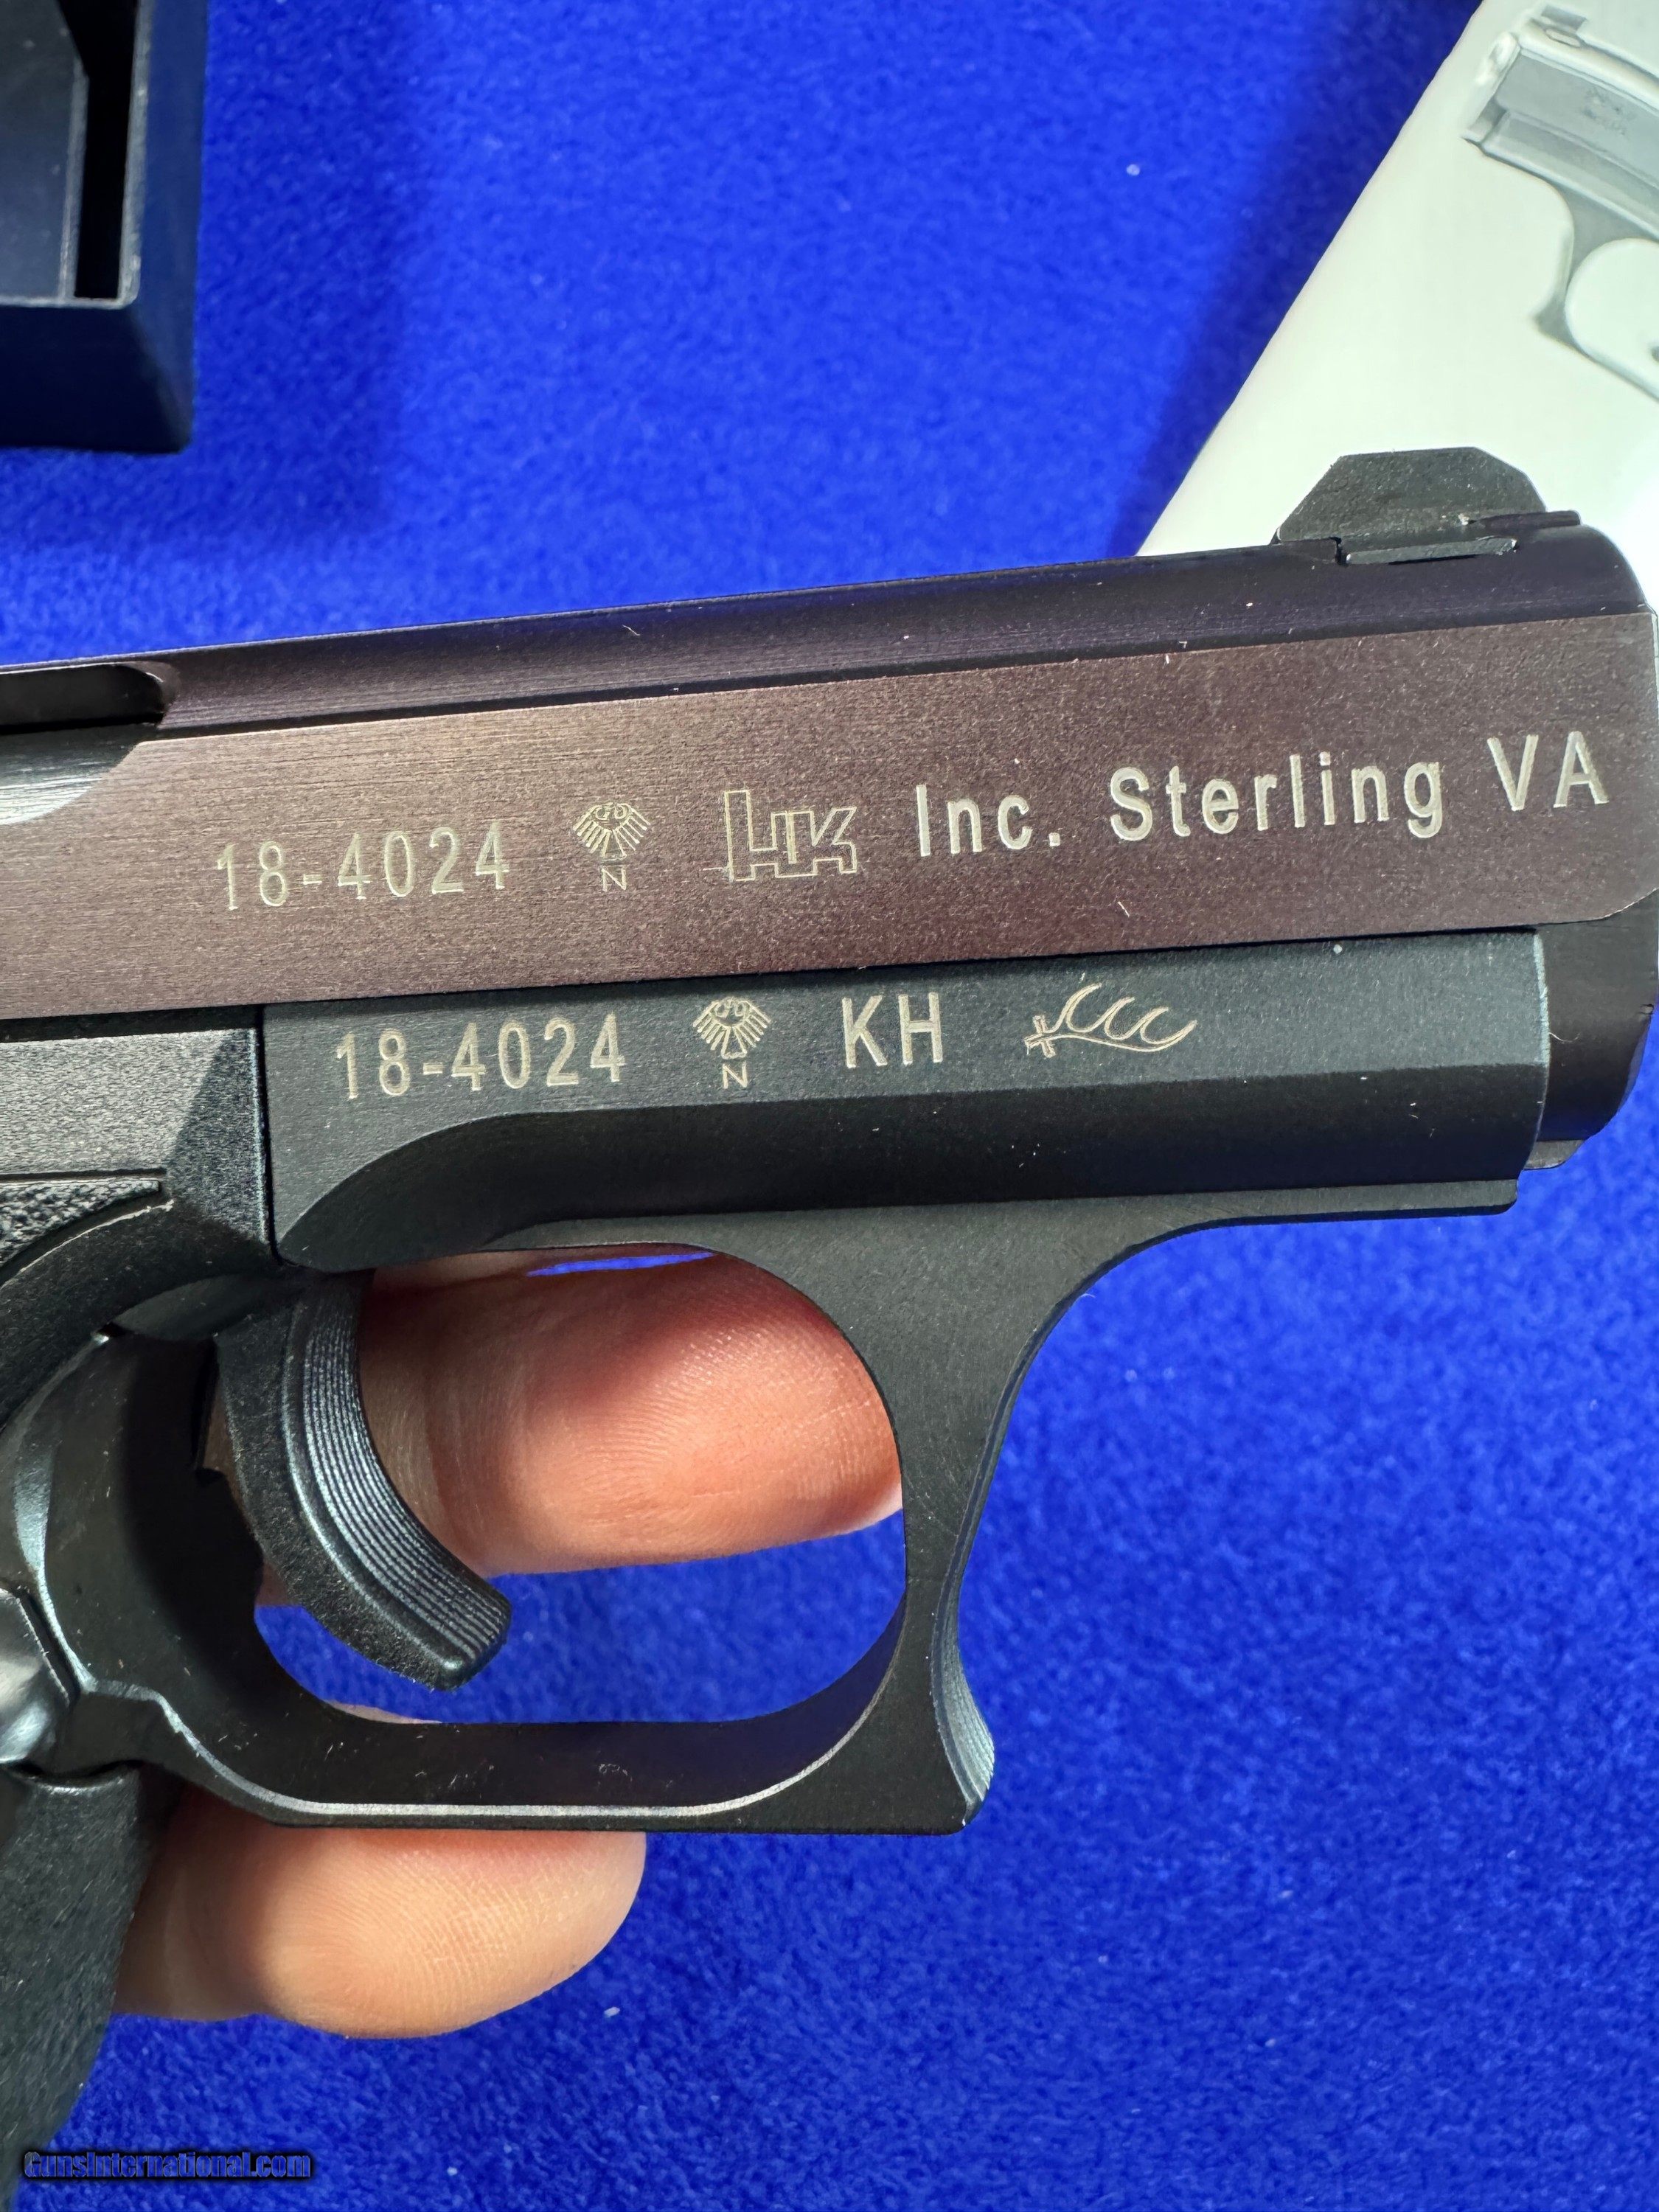 18-4024 N HK Inc. Sterling VA
18-4024 N KH
GunsInternational.com